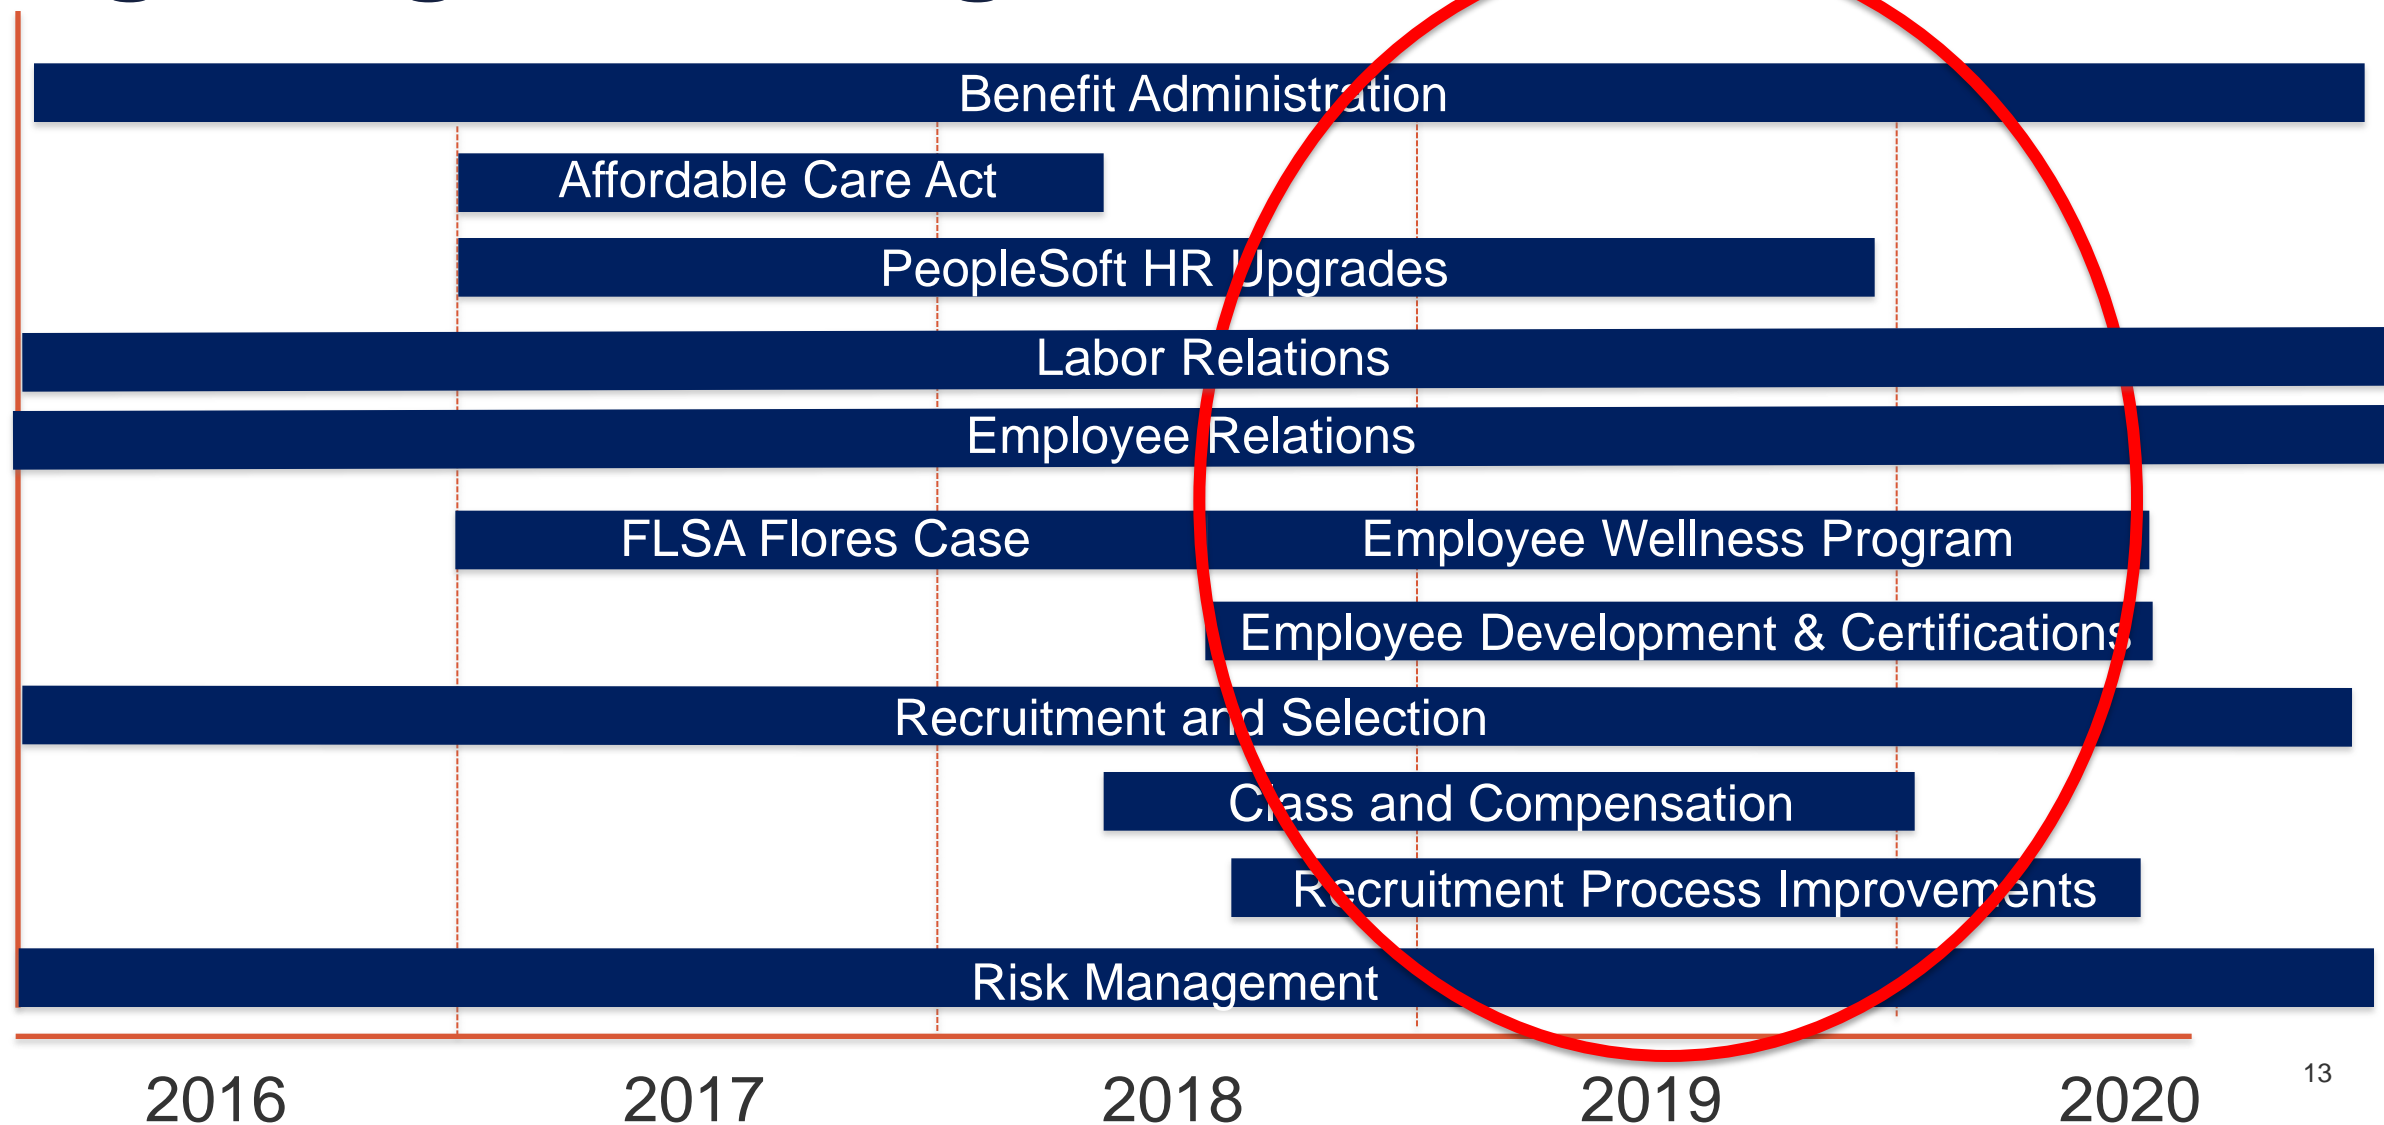 Benefit Administration
Affordable Care Act
PeopleSoft HR Upgrades
Labor Relations
Employee Relations
FLSA Flores Case Employee Wellness Program
Employee Development & Certifications
Recruitment and Selection
Class and Compensation
Recruitment Process Improvements
Risk Management
2016 2017 2018 2019 2020 13